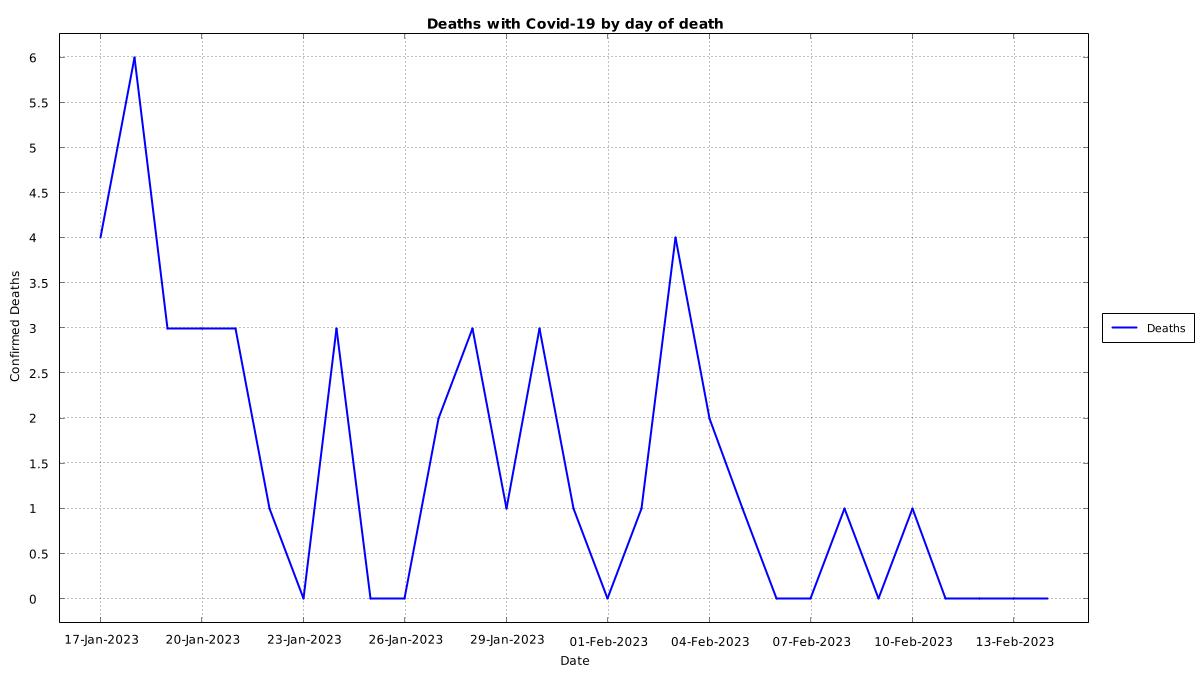 Deaths with Covid-19 by day of death
6
5.5
5
4.5
4
3.5
3
2.5
2
1.5
1
0.5
0
Confirmed Deaths
17-Jan-2023 20-Jan-2023 23-Jan-2023 26-Jan-2023 29-Jan-2023 01-Feb-2023 04-Feb-2023 07-Feb-2023 10-Feb-2023 13-Feb-2023
Date
Deaths